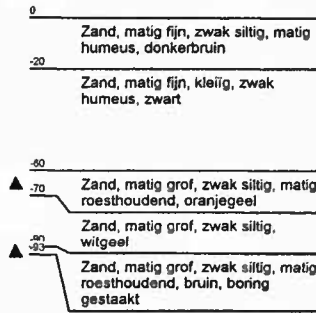 0
Zand, matig fijn, zwak siltig, matig
humeus, donkerbruin
-20
Zand, matig fijn, kleiïg, zwak
humeus, zwart
-60
Zand, matig grof, zwak siltig, matig
-70
roesthoudend, oranjegeel
Zand, matig grof, zwak siltig,
-90
witgeel
-93
Zand, matig grof, zwak siltig, matig
roesthoudend, bruin, boring
gestaakt